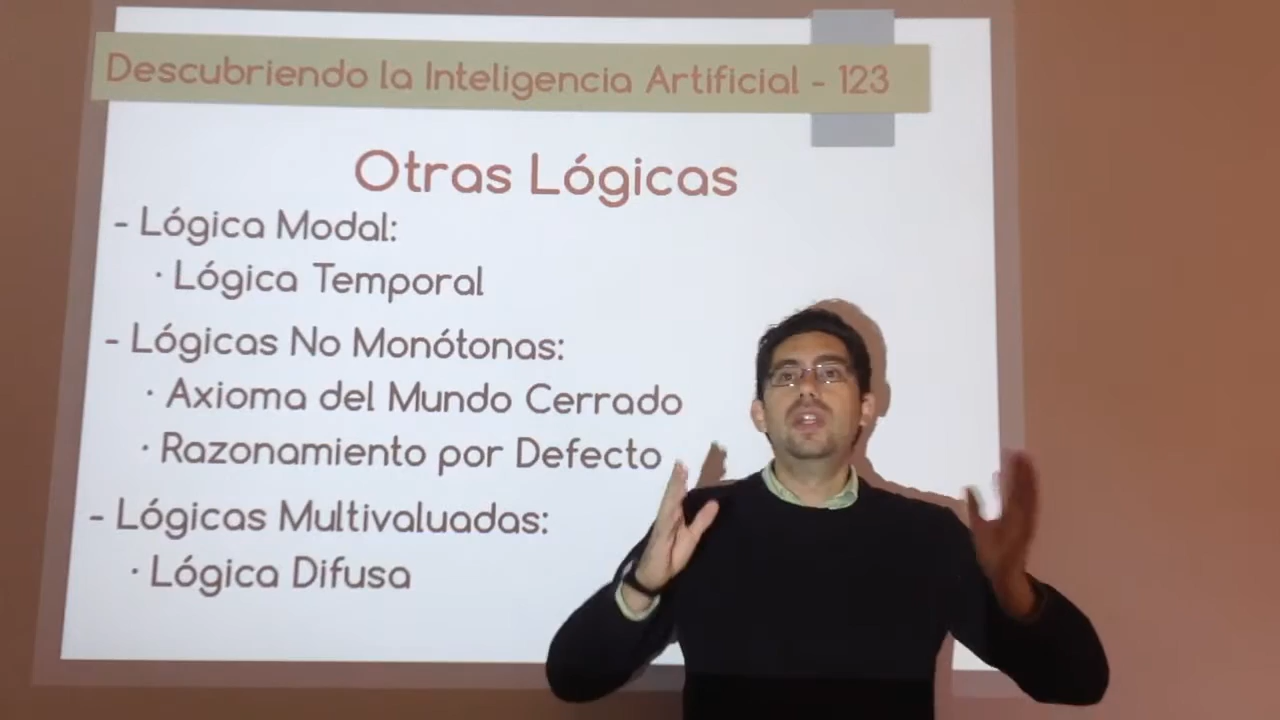 Descubriendo la Inteligencia Artificial - 123
Otras Lógicas
- Lógica Modal:
· Lógica Temporal
- Lógicas No Monótonas:
· Axioma del Mundo Cerrado
· Razonamiento por Defecto
- Lógicas Multivaluadas:
· Lógica Difusa